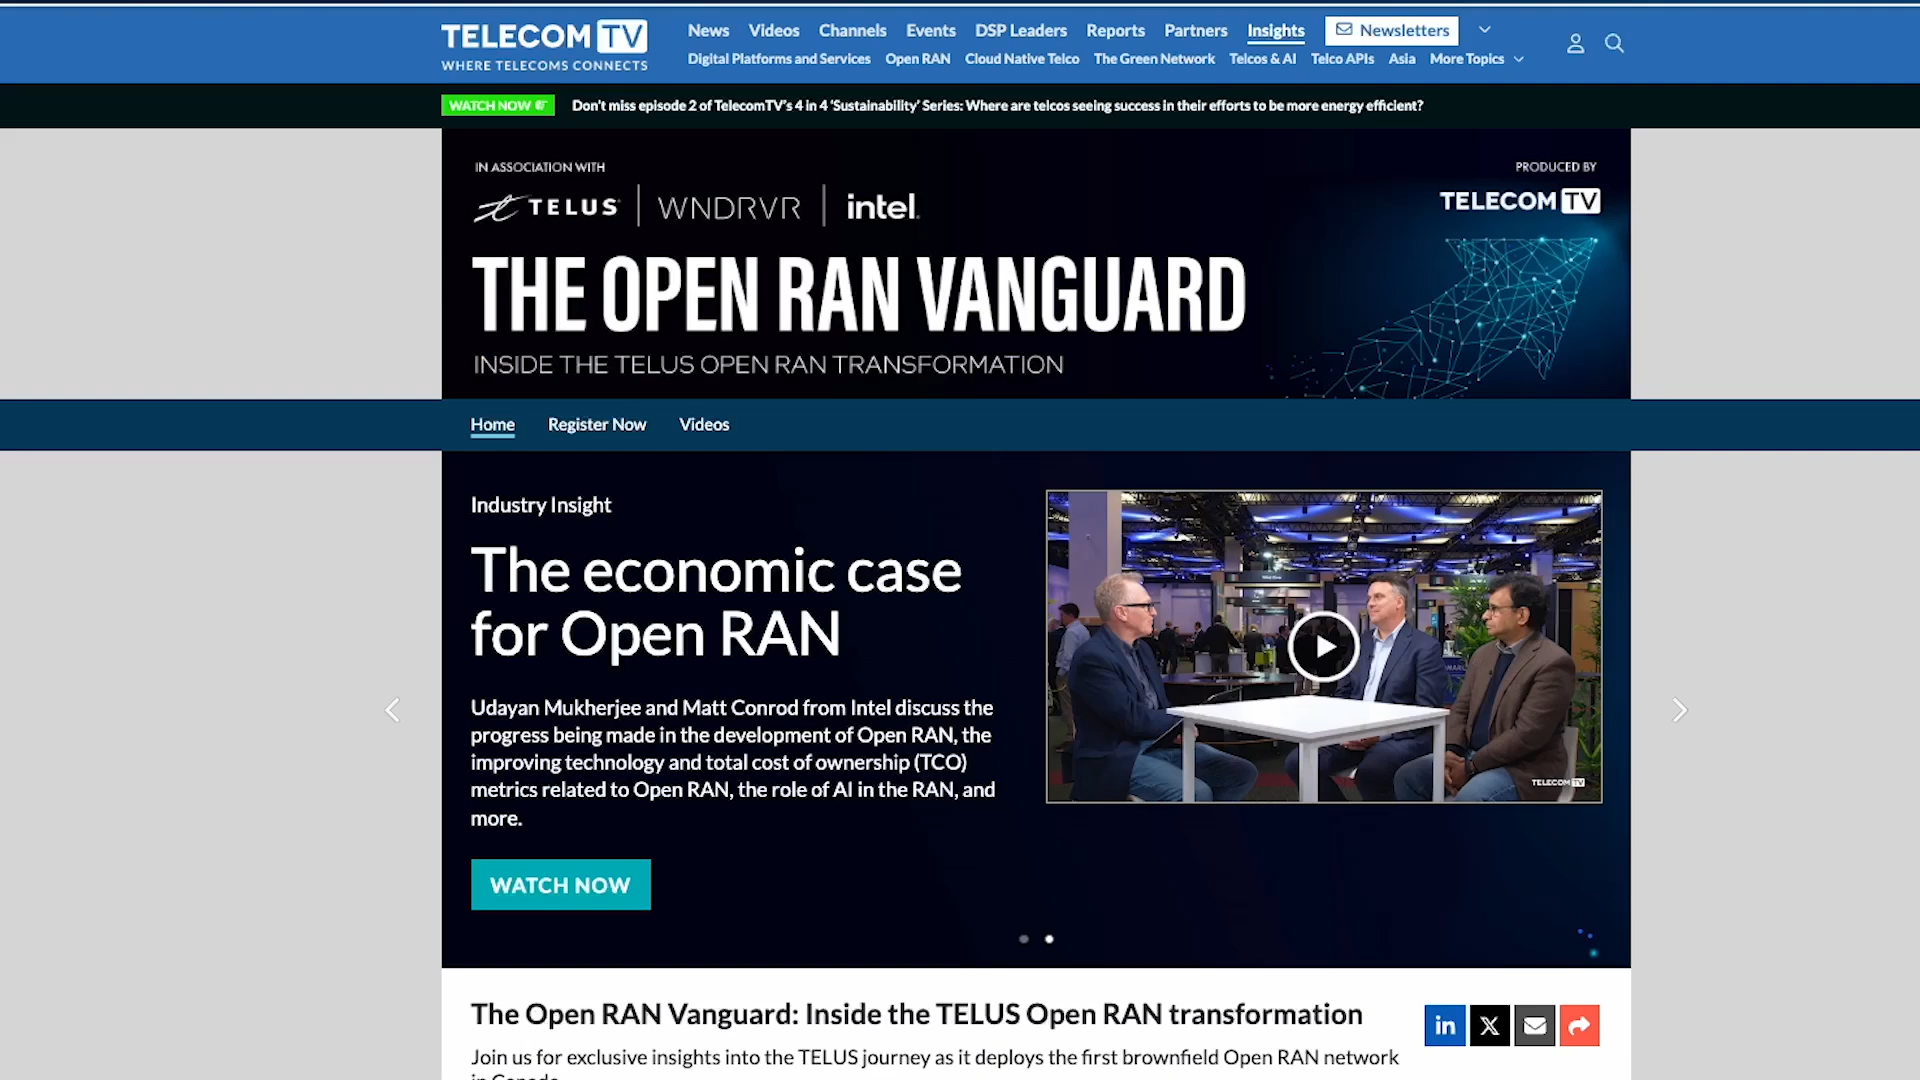 TELECOM TV
WHERE TELECOMS CONNECTS
News Videos Channels Events DSP Leaders Reports Partners Insights Newsletters
Digital Platforms and Services Open RAN Cloud Native Telco The Green Network Telcos & AI Telco APIs Asia More Topics
WATCH NOW Don't miss episode 2 of TelecomTV's 4 in 4 'Sustainability' Series: Where are telcos seeing success in their efforts to be more energy efficient?
IN ASSOCIATION WITH
TELUS WNDRVR intel.
PRODUCED BY
TELECOM TV
THE OPEN RAN VANGUARD
INSIDE THE TELUS OPEN RAN TRANSFORMATION
Home Register Now Videos
Industry Insight
The economic case
for Open RAN
Udayan Mukherjee and Matt Conrod from Intel discuss the
progress being made in the development of Open RAN, the
improving technology and total cost of ownership (TCO)
metrics related to Open RAN, the role of AI in the RAN, and
more.
WATCH NOW
TELECOM TV
The Open RAN Vanguard: Inside the TELUS Open RAN transformation
in X
Join us for exclusive insights into the TELUS journey as it deploys the first brownfield Open RAN network
in Canada